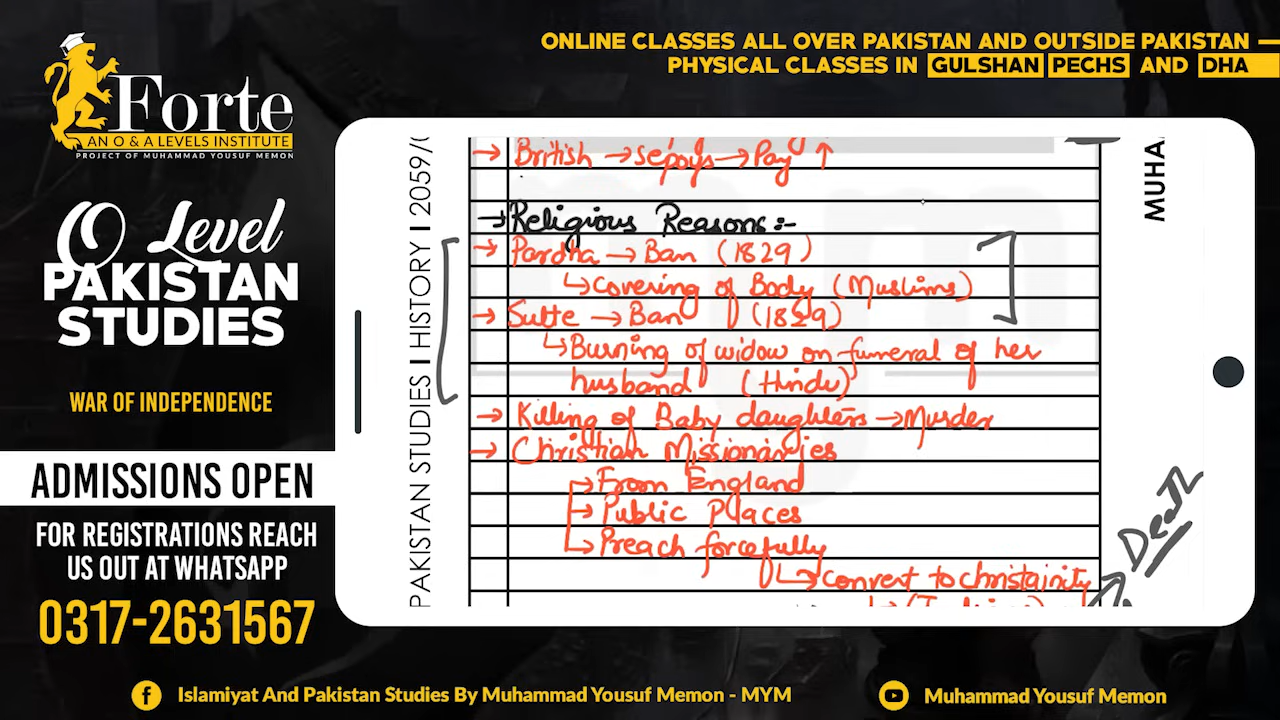 Forte
AN O & A LEVELS INSTITUTE
PROJECT OF MUHAMMAD YOUSUF MEMON
ONLINE CLASSES ALL OVER PAKISTAN AND OUTSIDE PAKISTAN
PHYSICAL CLASSES IN GULSHAN PECHS AND DHA
O Level
PAKISTAN
STUDIES
WAR OF INDEPENDENCE
ADMISSIONS OPEN
FOR REGISTRATIONS REACH
US OUT AT WHATSAPP
0317-2631567
PAKISTAN STUDIES I HISTORY I 2059/0
MUHA
→ British → sepoys → Pay ↑
→ Religious Reasons:-
→ Pardha → Ban (1829)
↳ Covering of Body (Muslims)
→ Sutte → Ban (1829)
↳ Burning of widow on funeral of her
husband (Hindu)
→ Killing of Baby daughters → Murder
→ Christian Missionaries
→ From England
→ Public Places
→ Preach forcefully
↳ convert to christainity
Death
Islamiyat And Pakistan Studies By Muhammad Yousuf Memon - MYM
Muhammad Yousuf Memon